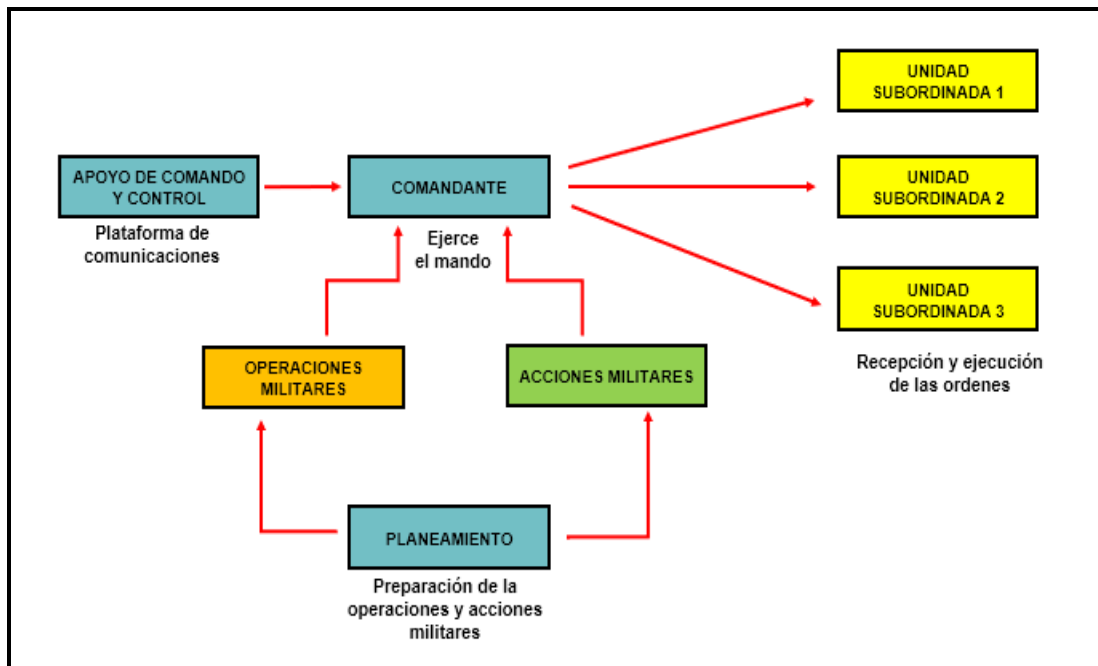 UNIDAD
SUBORDINADA 1
APOYO DE COMANDO
Y CONTROL
Plataforma de
comunicaciones
COMANDANTE
Ejerce
el mando
UNIDAD
SUBORDINADA 2
UNIDAD
SUBORDINADA 3
Recepción y ejecución
de las ordenes
OPERACIONES
MILITARES
ACCIONES MILITARES
PLANEAMIENTO
Preparación de la
operaciones y acciones
militares